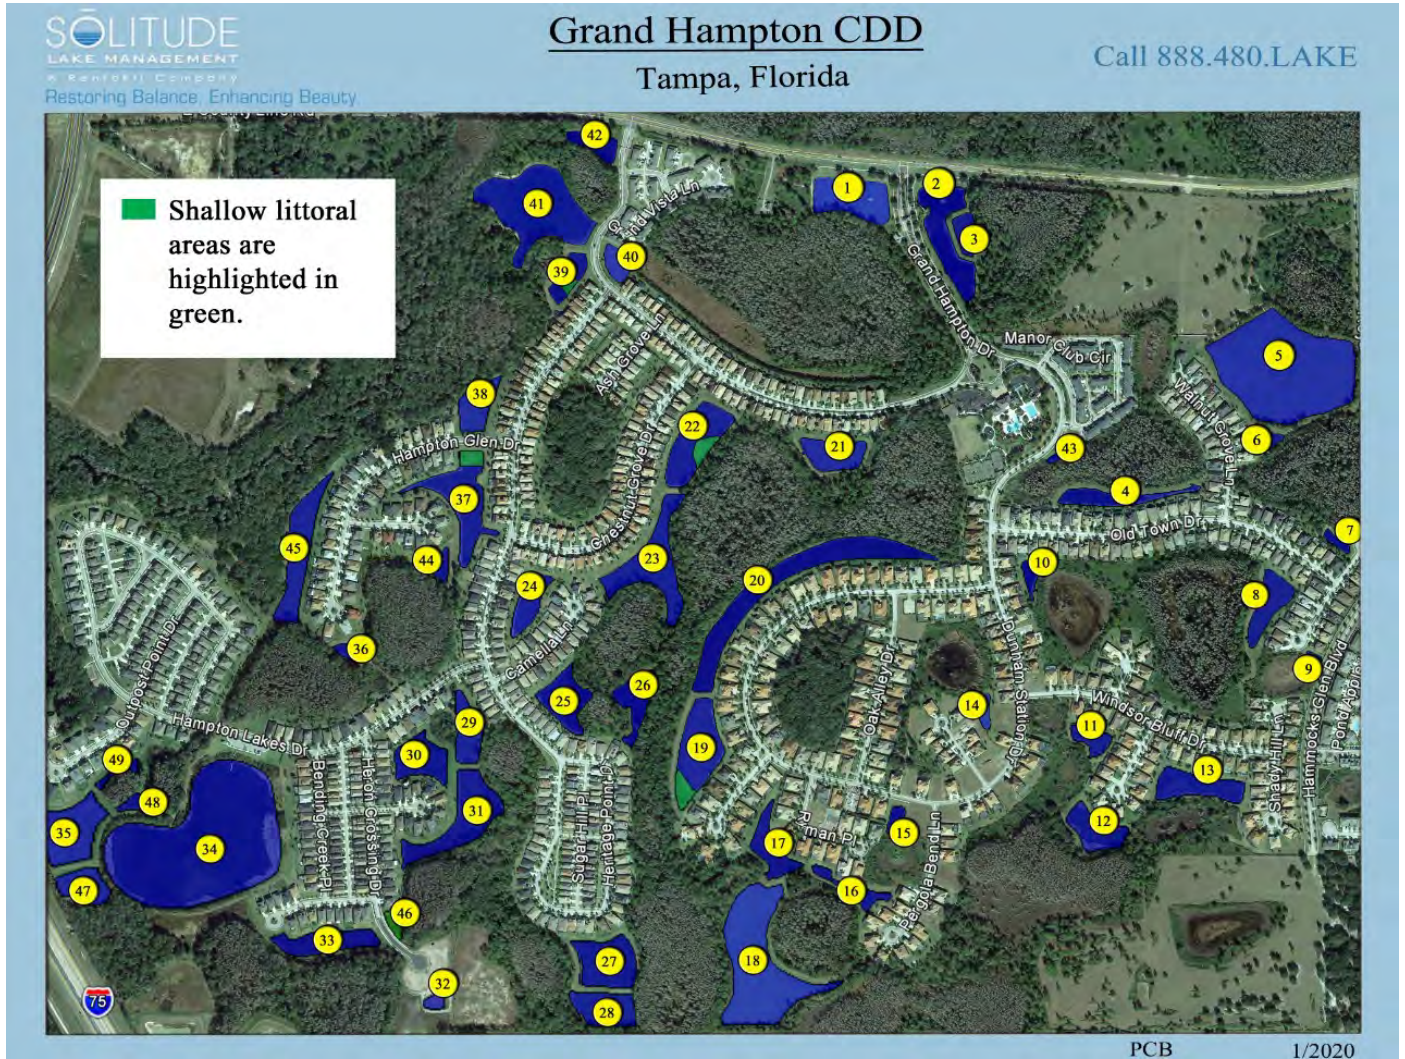 SŌLITUDE
LAKE MANAGEMENT
A Rentokil Company
Restoring Balance. Enhancing Beauty
Grand Hampton CDD
Tampa, Florida
Call 888.480.LAKE
Shallow littoral
areas are
highlighted in
green.
42
41
1
2
3
39
40
Grand Vista Ln
Grand Hampton Dr
Ash Grove Ln
Manor Club Cir
5
38
22
21
43
6
Walnut Grove Ln
Hampton Glen Dr
Chestnut Grove Dr
37
4
Old Town Dr
7
45
44
23
20
10
8
24
Camellia Ln
36
Outpost Point Dr
Hampton Lakes Dr
25
26
Oak Alley Dr
Dunham Station Dr
14
9
Hammocks Glen Blvd
29
30
19
11
Windsor Bluff Dr
13
Shady Hill Ln
49
48
35
34
47
31
Bending Creek Pl
Heron Crossing Dr
Sugar Hill Pl
Heritage Point Dr
17
15
12
16
Pergola Bend Ln
46
33
32
27
28
18
75
PCB
1/2020